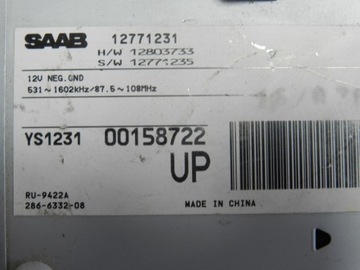 SAAB 12771231
H/W 12803733
S/W 12771235
12V NEG.GND
531~1602kHz/87.5~108MHz
YS1231 00158722
UP
RU-9422A
286-6332-08
MADE IN CHINA